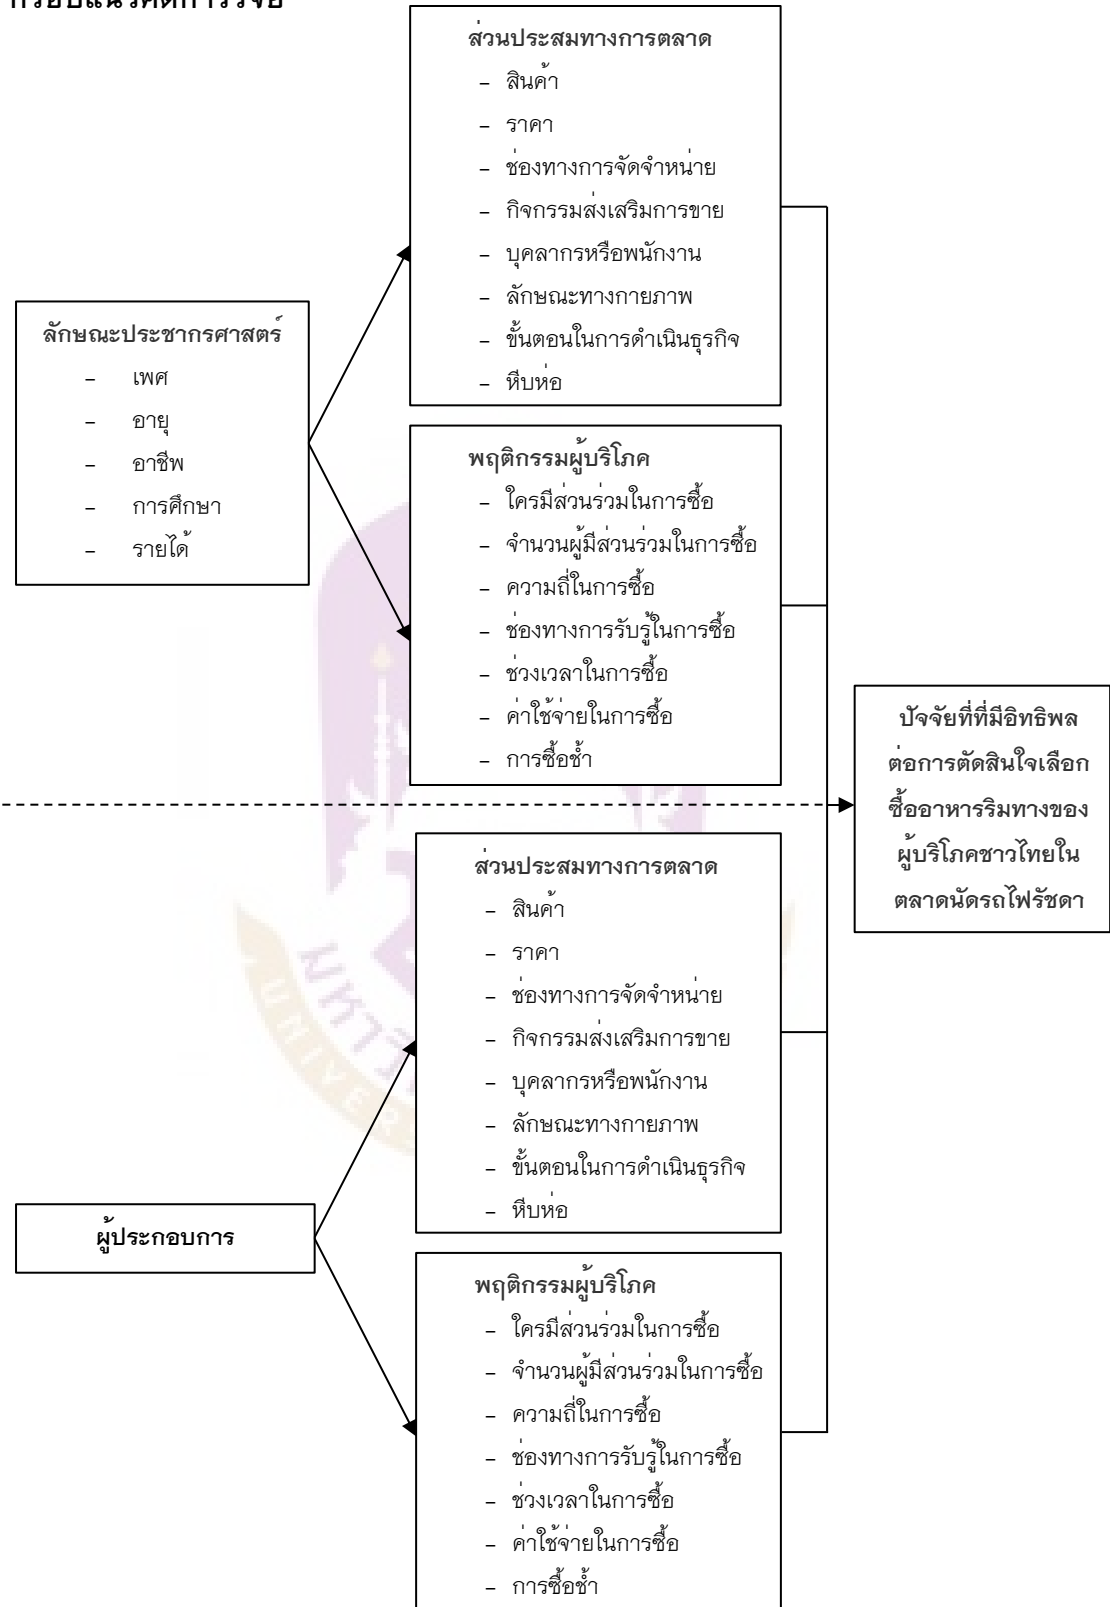 กรอบแนวคิดการวิจัย
ส่วนประสมทางการตลาด
- สินค้า
- ราคา
- ช่องทางการจัดจำหน่าย
- กิจกรรมส่งเสริมการขาย
- บุคลากรหรือพนักงาน
- ลักษณะทางกายภาพ
- ขั้นตอนในการดำเนินธุรกิจ
- หีบห่อ
ลักษณะประชากรศาสตร์
- เพศ
- อายุ
- อาชีพ
- การศึกษา
- รายได้
พฤติกรรมผู้บริโภค
- ใครมีส่วนร่วมในการซื้อ
- จำนวนผู้มีส่วนร่วมในการซื้อ
- ความถี่ในการซื้อ
- ช่องทางการรับรู้ในการซื้อ
- ช่วงเวลาในการซื้อ
- ค่าใช้จ่ายในการซื้อ
- การซื้อซ้ำ
ปัจจัยที่ที่มีอิทธิพล
ต่อการตัดสินใจเลือก
ซื้ออาหารริมทางของ
ผู้บริโภคชาวไทยใน
ตลาดนัดรถไฟรัชดา
ส่วนประสมทางการตลาด
- สินค้า
- ราคา
- ช่องทางการจัดจำหน่าย
- กิจกรรมส่งเสริมการขาย
- บุคลากรหรือพนักงาน
- ลักษณะทางกายภาพ
- ขั้นตอนในการดำเนินธุรกิจ
- หีบห่อ
ผู้ประกอบการ
พฤติกรรมผู้บริโภค
- ใครมีส่วนร่วมในการซื้อ
- จำนวนผู้มีส่วนร่วมในการซื้อ
- ความถี่ในการซื้อ
- ช่องทางการรับรู้ในการซื้อ
- ช่วงเวลาในการซื้อ
- ค่าใช้จ่ายในการซื้อ
- การซื้อซ้ำ